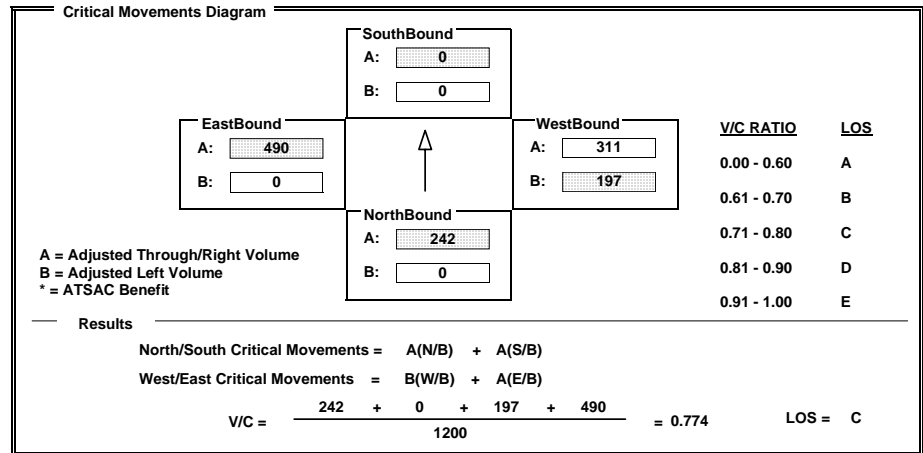 Critical Movements Diagram
SouthBound
A: 0
B: 0
EastBound
A: 490
B: 0
WestBound
A: 311
B: 197
NorthBound
A: 242
B: 0
V/C RATIO LOS
0.00 - 0.60 A
0.61 - 0.70 B
0.71 - 0.80 C
0.81 - 0.90 D
0.91 - 1.00 E
A = Adjusted Through/Right Volume
B = Adjusted Left Volume
* = ATSAC Benefit
Results
North/South Critical Movements = A(N/B) + A(S/B)
West/East Critical Movements = B(W/B) + A(E/B)
242 + 0 + 197 + 490
V/C = = 0.774 LOS = C
1200